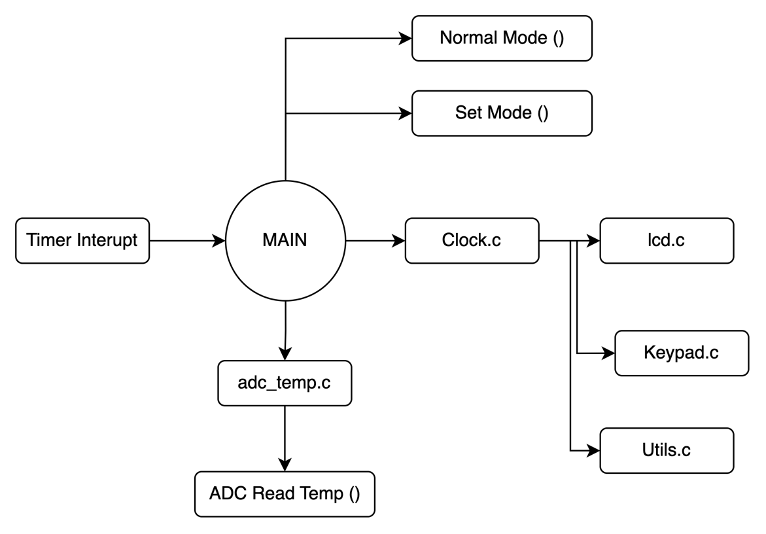 Normal Mode ()
Set Mode ()
Timer Interupt
MAIN
Clock.c
lcd.c
Keypad.c
adc_temp.c
Utils.c
ADC Read Temp ()